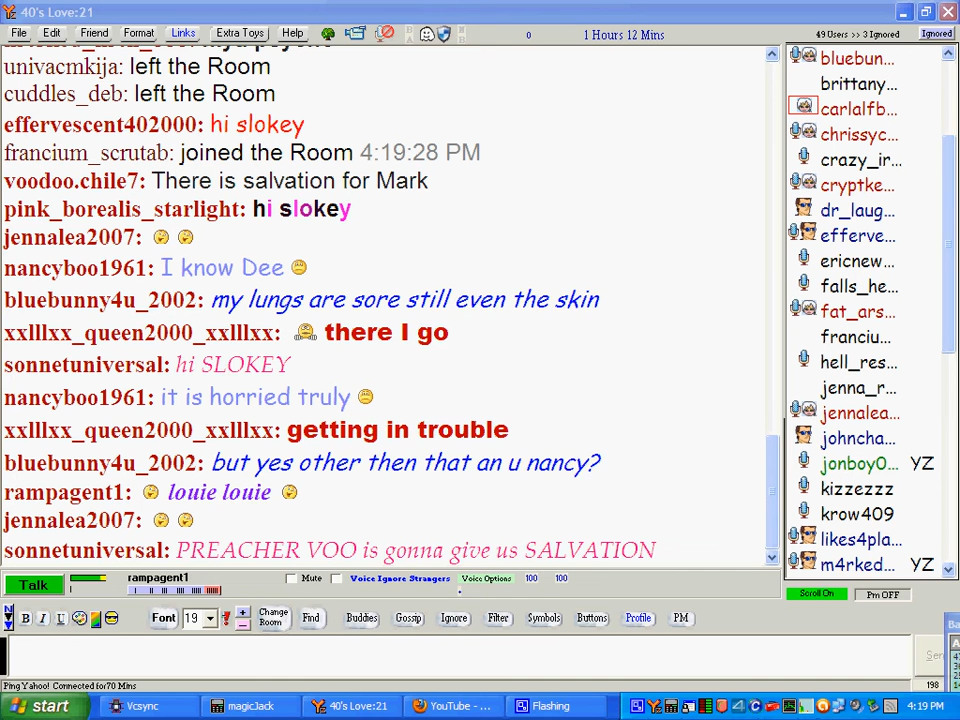 40's Love:21
File Edit Friend Format Links Extra Toys Help 0 1 Hours 12 Mins 49 Users >> 3 Ignored Ignored
univacmkija: left the Room
cuddles_deb: left the Room
effervescent402000: hi slokey
francium_scrutab: joined the Room 4:19:28 PM
voodoo.chile7: There is salvation for Mark
pink_borealis_starlight: hi slokey
jennalea2007:
nancyboo1961: I know Dee
bluebunny4u_2002: my lungs are sore still even the skin
xxlllxx_queen2000_xxlllxx: there I go
sonnetuniversal: hi SLOKEY
nancyboo1961: it is horried truly
xxlllxx_queen2000_xxlllxx: getting in trouble
bluebunny4u_2002: but yes other then that an u nancy?
rampagent1: louie louie
jennalea2007:
sonnetuniversal: PREACHER VOO is gonna give us SALVATION
bluebun...
brittany...
carlalfb...
chrissyc...
crazy_ir...
cryptke...
dr_laug...
efferve...
ericnew...
falls_he...
fat_ars...
franciu...
hell_res...
jenna_r...
jennalea...
johncha...
jonboy0... YZ
kizzezzz
krow409
likes4pla...
m4rked... YZ
Talk rampagent1 Mute Voice Ignore Strangers Voice Options 100 100 Scroll On Pm OFF
B I U Font 19 Change Room Find Buddies Gossip Ignore Filter Symbols Buttons Profile PM
Ping Yahoo! Connected for70 Mins 198
start Vcsync magicJack 40's Love:21 YouTube - ... Flashing 4:19 PM